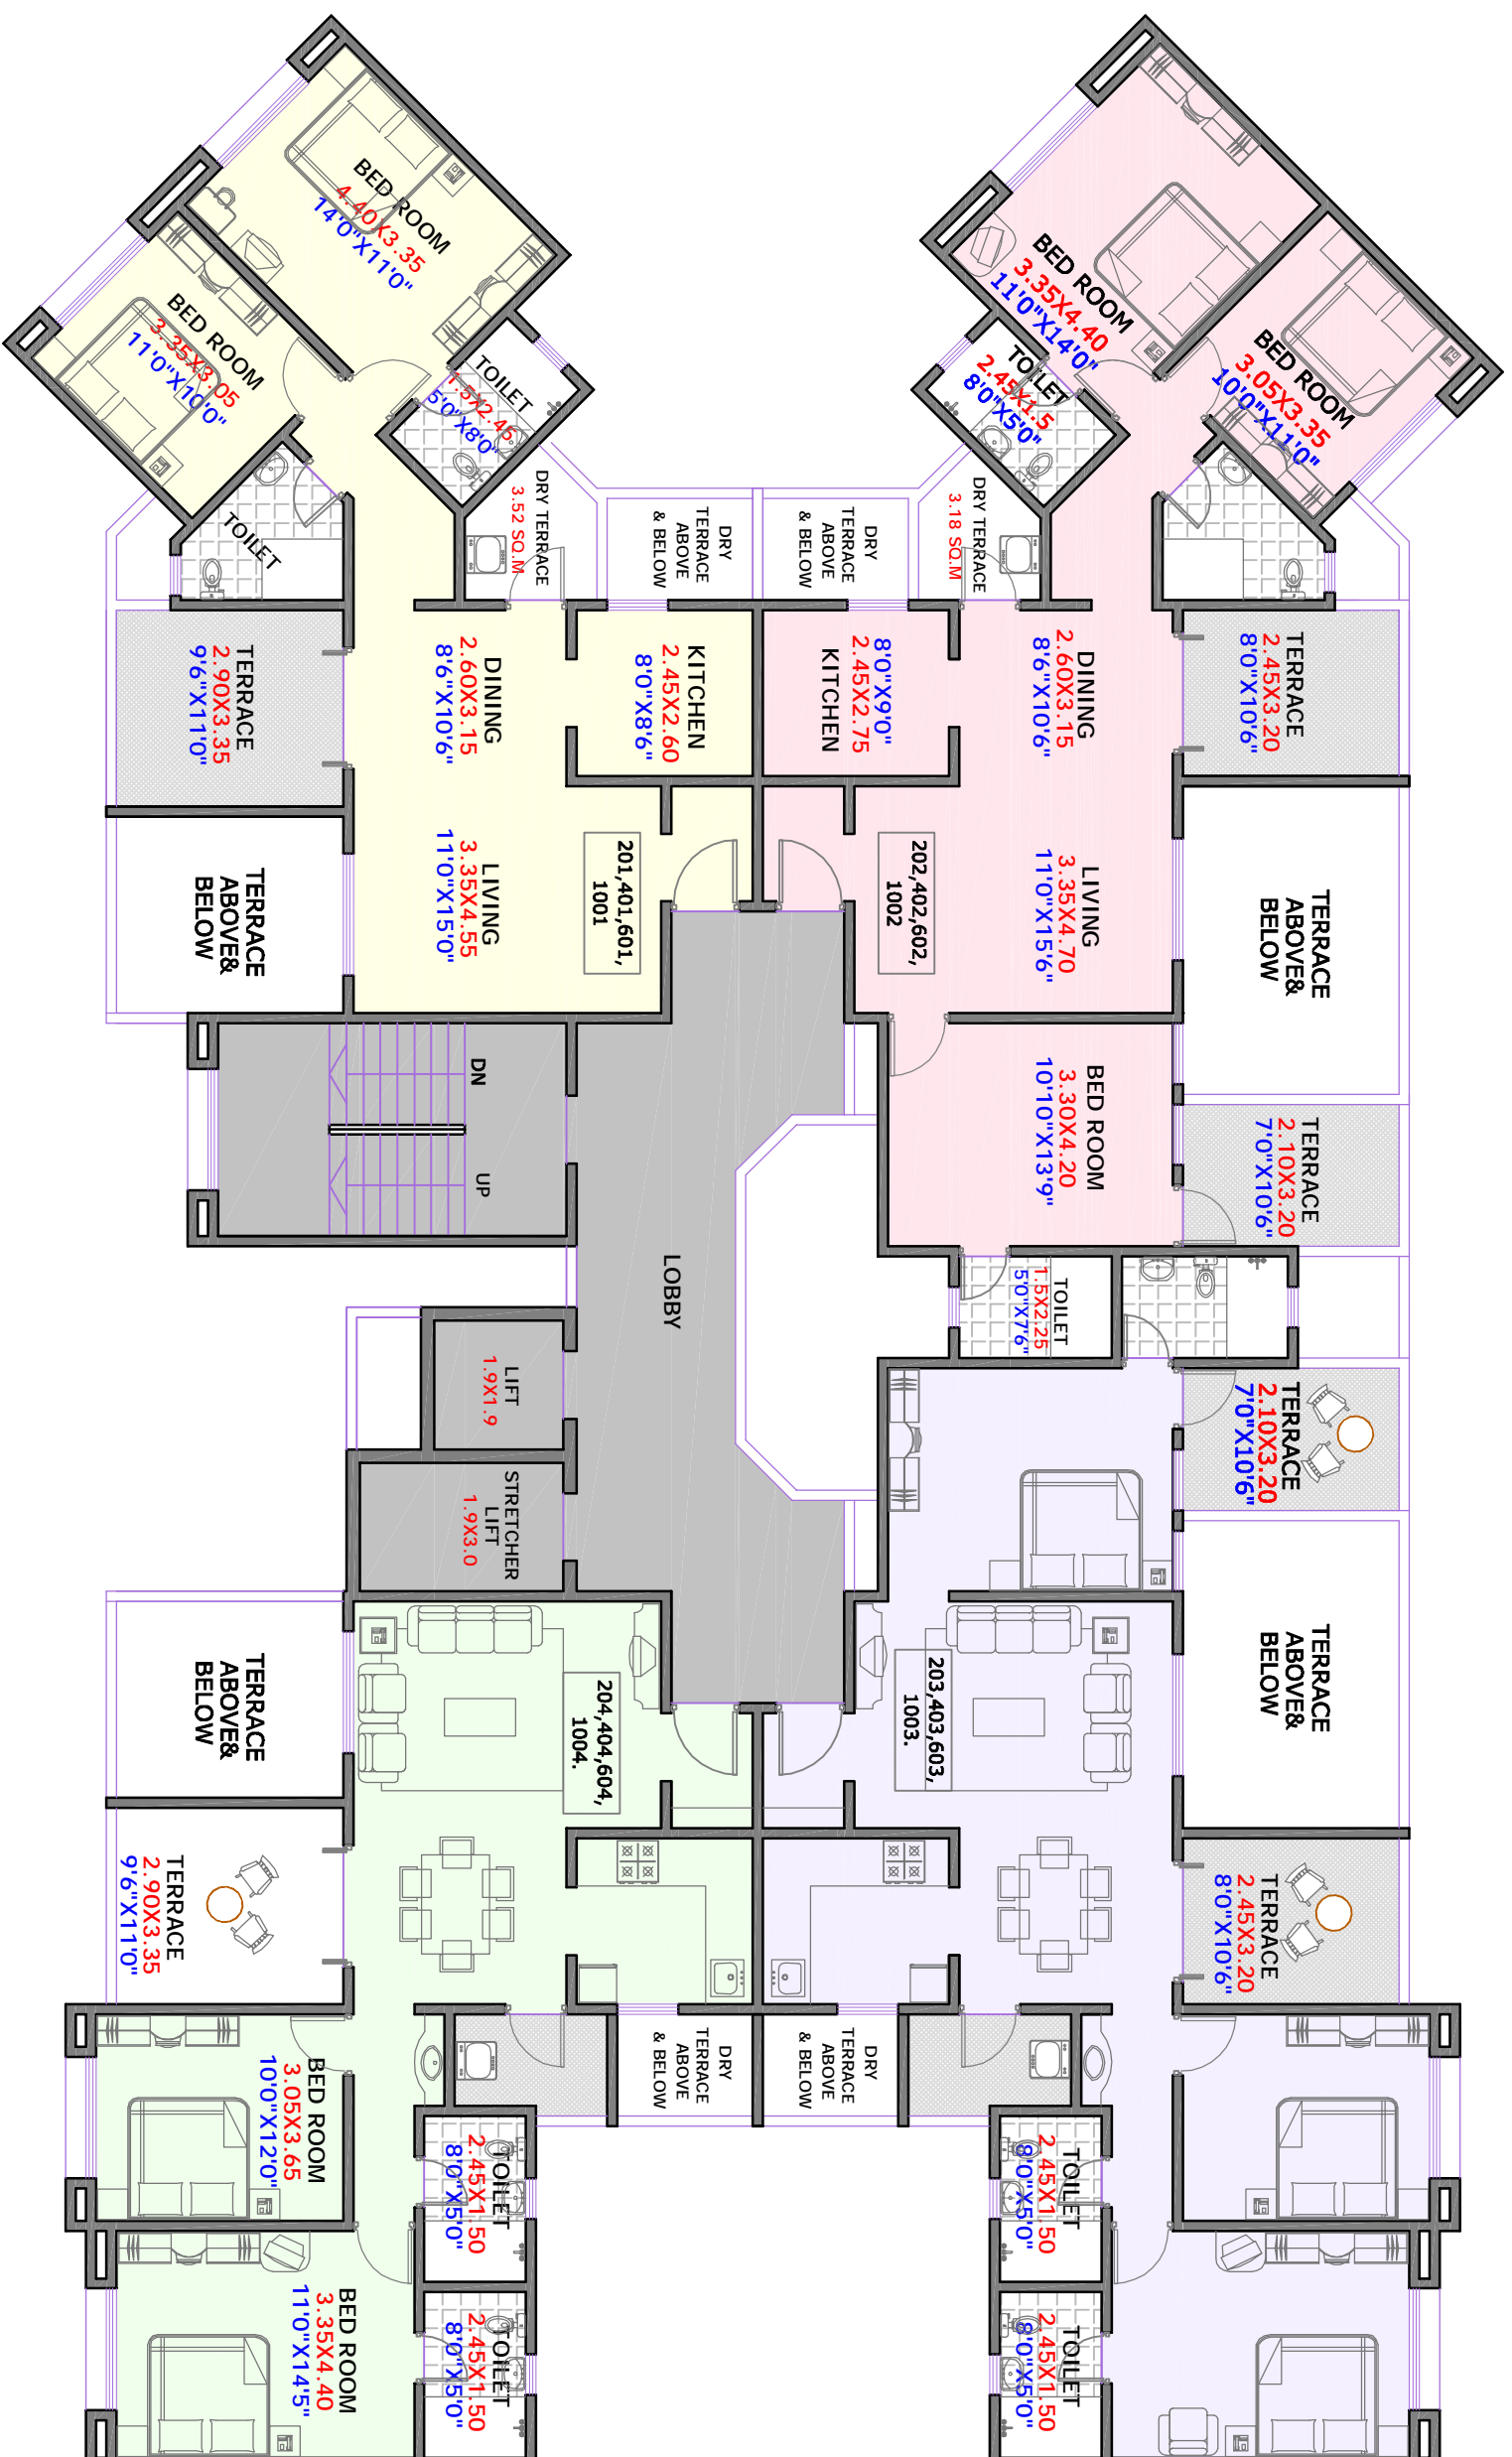 BED ROOM
4.40X3.35
14'0"X11'0"
BED ROOM
3.35X3.05
11'0"X10'0"
TOILET
1.5X2.45
5'0"X8'0"
TOILET
DRY TERRACE
3.52 SQ.M
DRY
TERRACE
ABOVE
& BELOW
DRY
TERRACE
ABOVE
& BELOW
DRY TERRACE
3.18 SQ.M
BED ROOM
3.35X4.40
11'0"X14'0"
BED ROOM
3.05X3.35
10'0"X11'0"
TOILET
2.45X1.5
8'0"X5'0"
TERRACE
2.90X3.35
9'6"X11'0"
DINING
2.60X3.15
8'6"X10'6"
KITCHEN
2.45X2.60
8'0"X8'6"
8'0"X9'0"
2.45X2.75
KITCHEN
DINING
2.60X3.15
8'6"X10'6"
TERRACE
2.45X3.20
8'0"X10'6"
TERRACE
ABOVE&
BELOW
LIVING
3.35X4.55
11'0"X15'0"
201,401,601,
1001
202,402,602,
1002
LIVING
3.35X4.70
11'0"X15'6"
TERRACE
ABOVE&
BELOW
DN
UP
BED ROOM
3.30X4.20
10'10"X13'9"
TERRACE
2.10X3.20
7'0"X10'6"
LOBBY
TOILET
1.5X2.25
5'0"X7'6"
LIFT
1.9X1.9
STRETCHER
LIFT
1.9X3.0
TERRACE
2.10X3.20
7'0"X10'6"
TERRACE
ABOVE&
BELOW
204,404,604,
1004.
203,403,603,
1003.
TERRACE
ABOVE&
BELOW
TERRACE
2.90X3.35
9'6"X11'0"
TERRACE
2.45X3.20
8'0"X10'6"
DRY
TERRACE
ABOVE
& BELOW
DRY
TERRACE
ABOVE
& BELOW
BED ROOM
3.05X3.65
10'0"X12'0"
TOILET
2.45X1.50
8'0"X5'0"
TOILET
2.45X1.50
8'0"X5'0"
BED ROOM
3.35X4.40
11'0"X14'5"
TOILET
2.45X1.50
8'0"X5'0"
TOILET
2.45X1.50
8'0"X5'0"